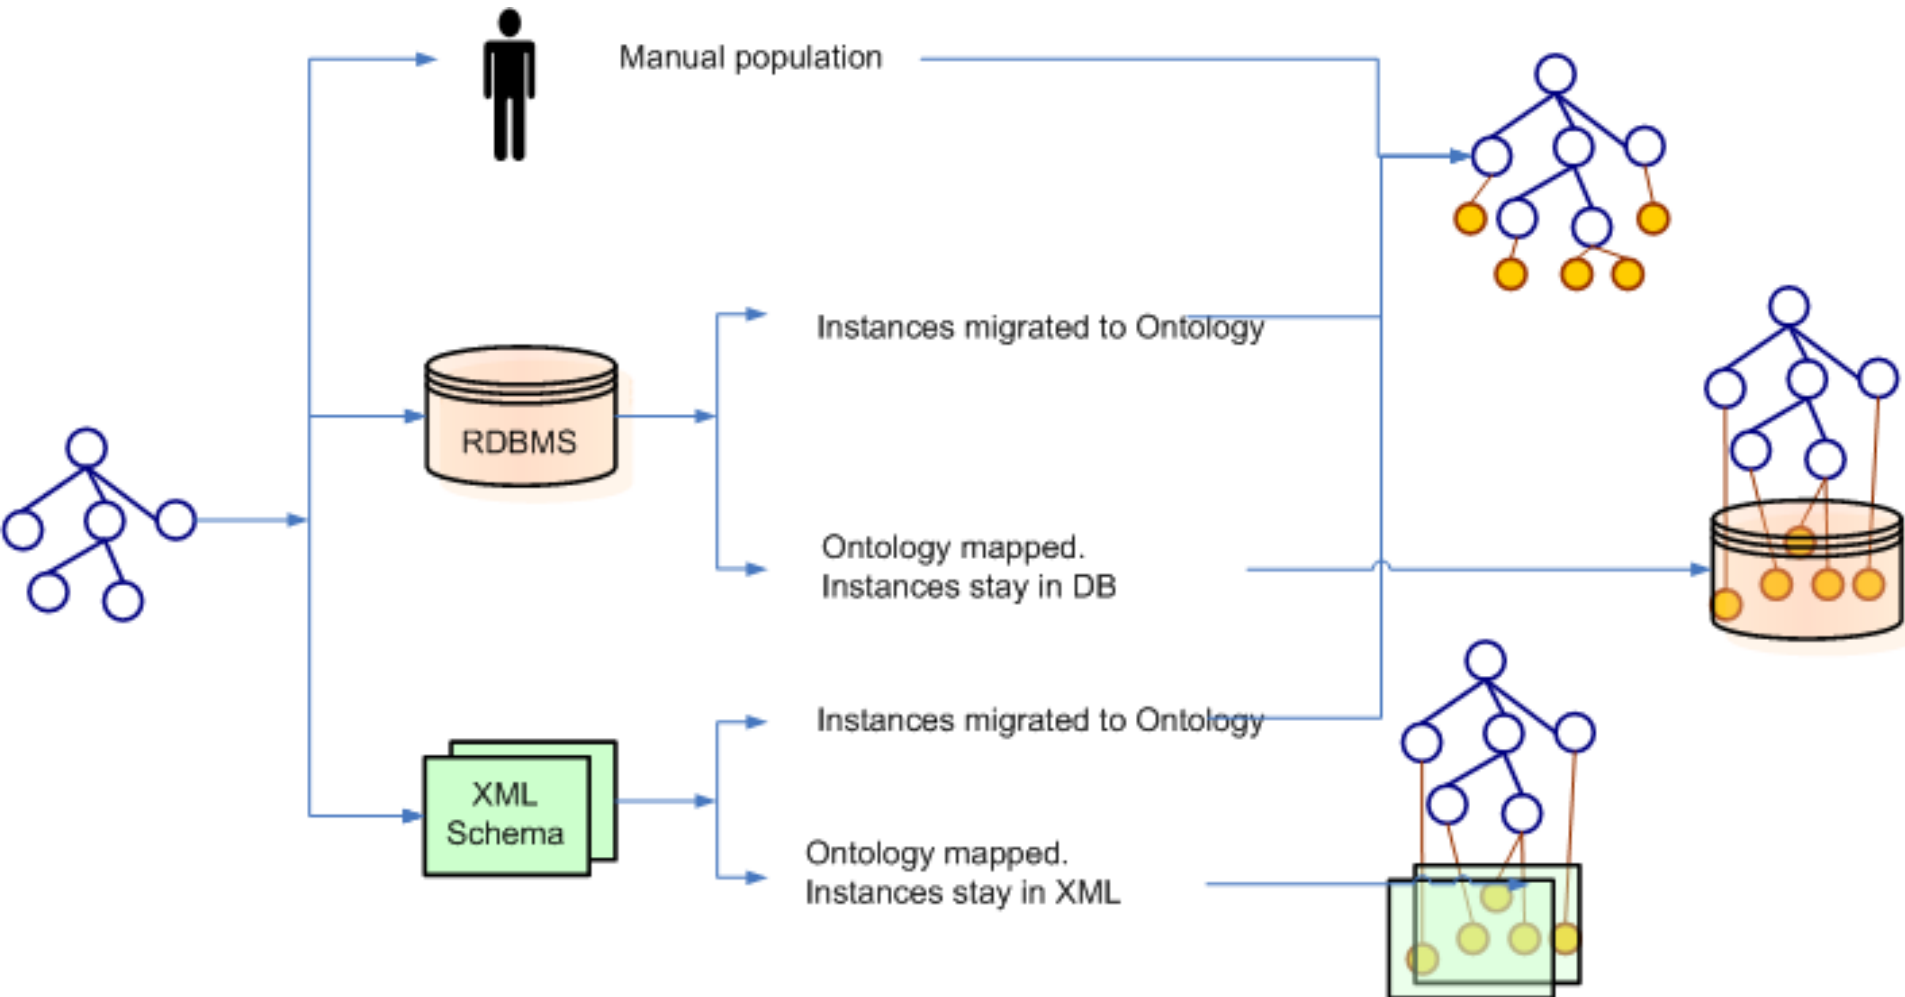 Manual population
Instances migrated to Ontology
RDBMS
Ontology mapped.
Instances stay in DB
Instances migrated to Ontology
XML
Schema
Ontology mapped.
Instances stay in XML